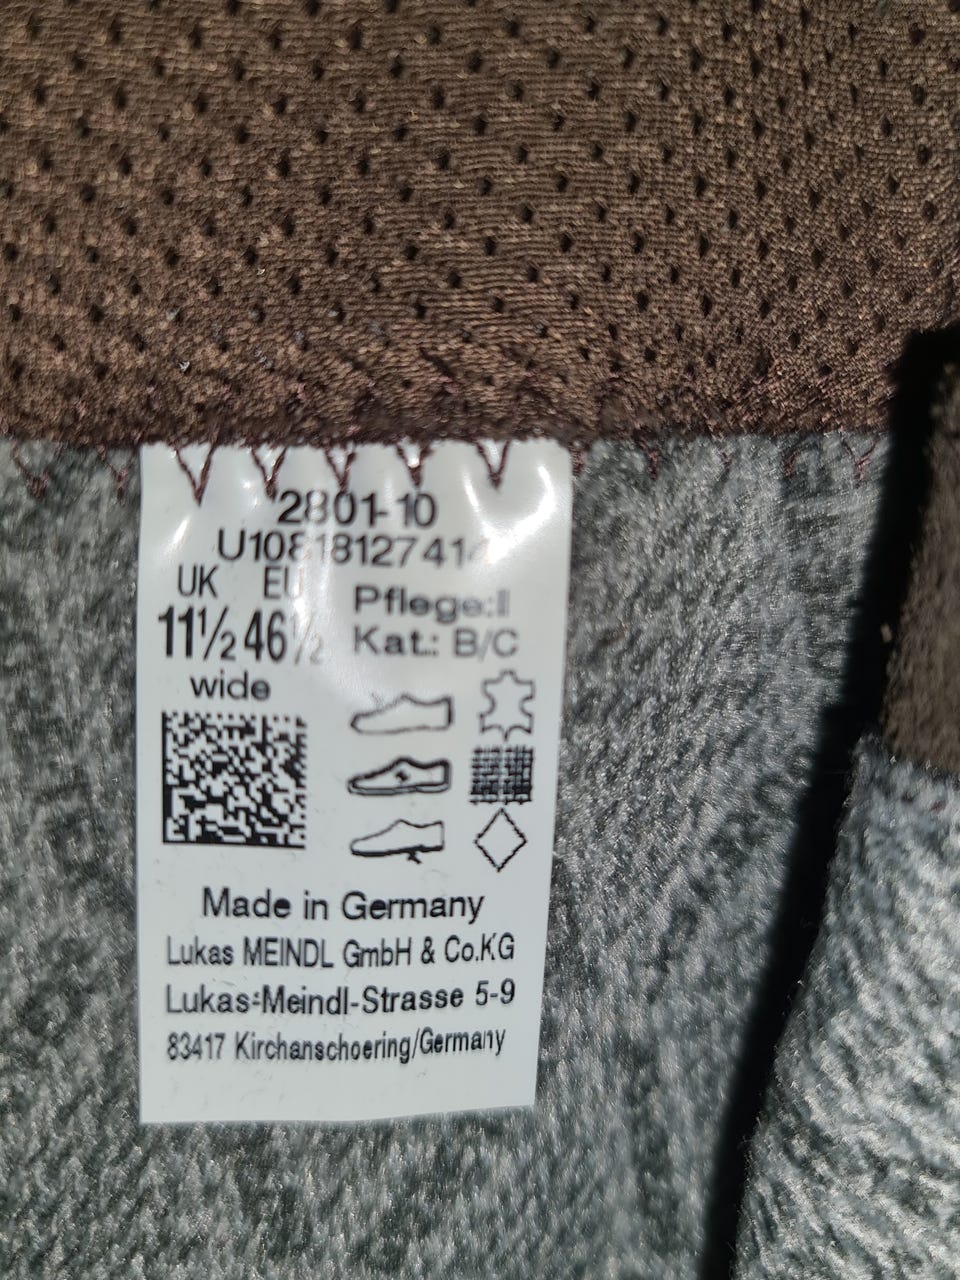 2801-10
UK EU
11½ 46½
wide
Pflege:I
Kat.: B/C
Made in Germany
Lukas MEINDL GmbH & Co.KG
Lukas-Meindl-Strasse 5-9
83417 Kirchanschoering/Germany